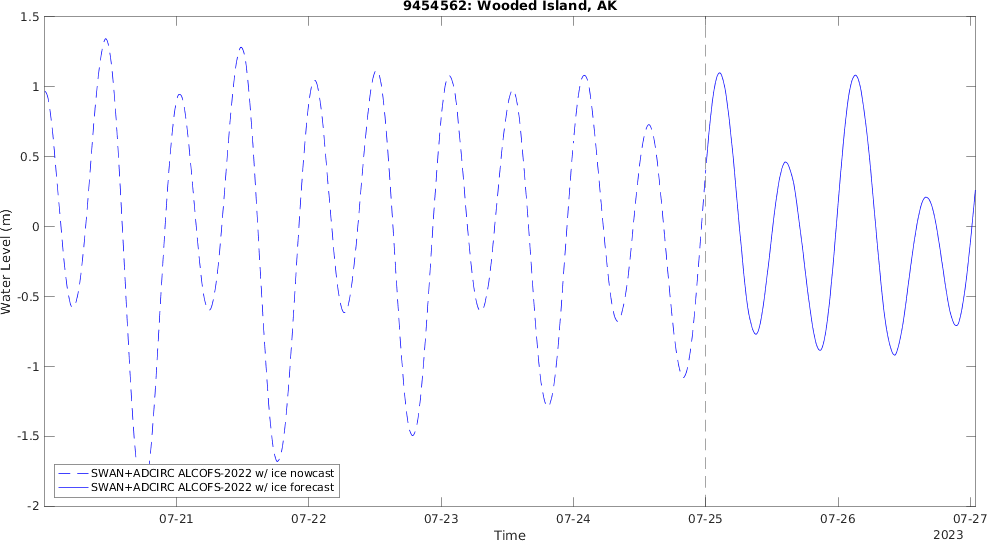 9454562: Wooded Island, AK
1.5
1
0.5
0
-0.5
-1
-1.5
-2
Water Level (m)
SWAN+ADCIRC ALCOFS-2022 w/ ice nowcast
SWAN+ADCIRC ALCOFS-2022 w/ ice forecast
07-21 07-22 07-23 07-24 07-25 07-26 07-27
Time
2023